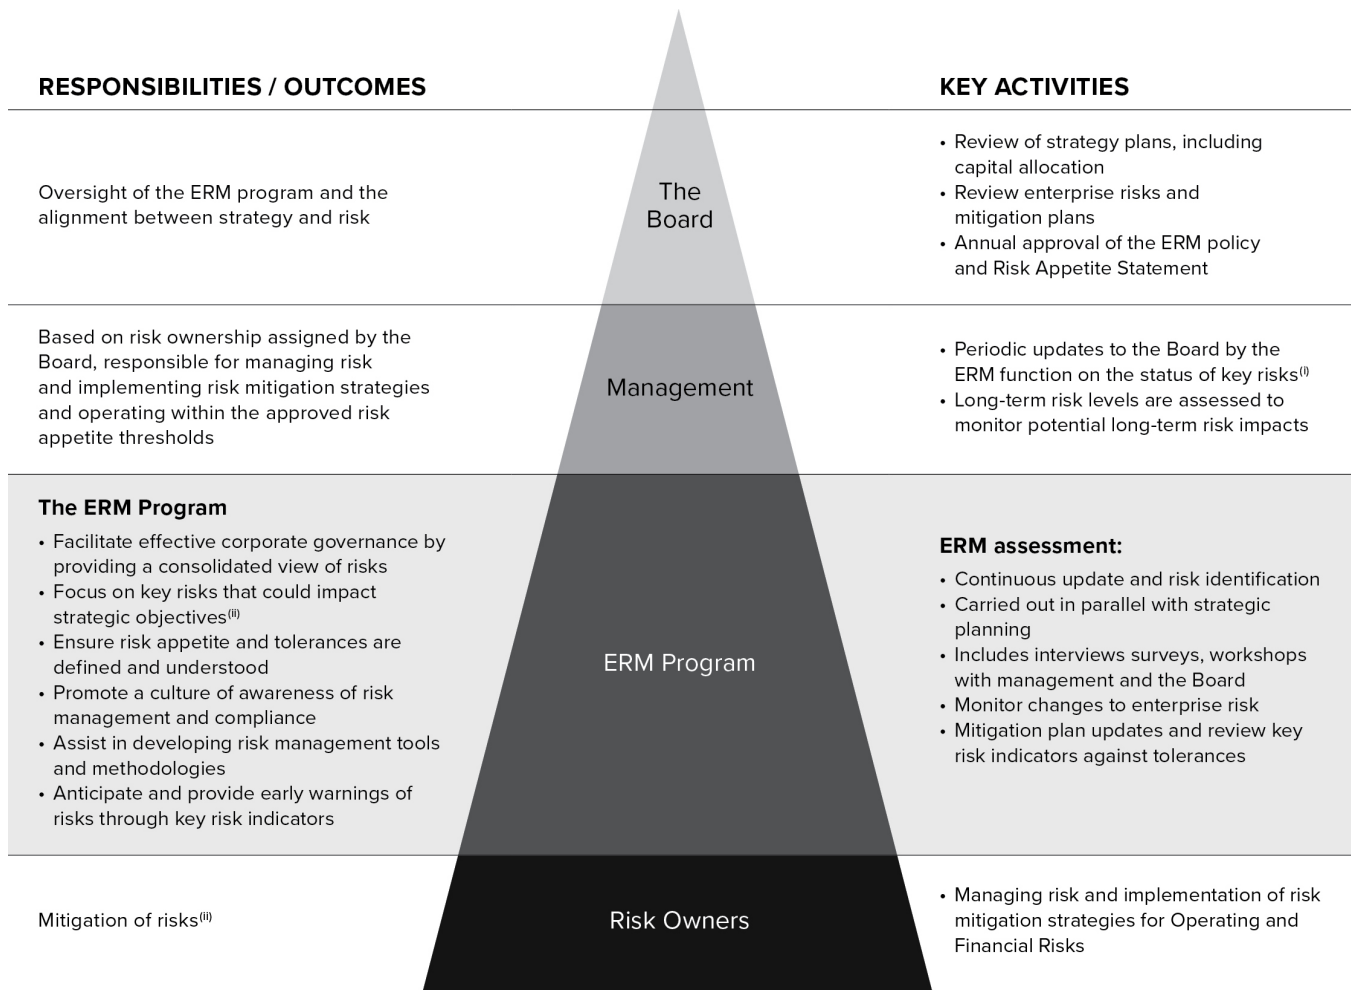 RESPONSIBILITIES / OUTCOMES
KEY ACTIVITIES
Oversight of the ERM program and the
alignment between strategy and risk
The
Board
• Review of strategy plans, including
capital allocation
• Review enterprise risks and
mitigation plans
• Annual approval of the ERM policy
and Risk Appetite Statement
Based on risk ownership assigned by the
Board, responsible for managing risk
and implementing risk mitigation strategies
and operating within the approved risk
appetite thresholds
Management
• Periodic updates to the Board by the
ERM function on the status of key risks(i)
• Long-term risk levels are assessed to
monitor potential long-term risk impacts
The ERM Program
• Facilitate effective corporate governance by
providing a consolidated view of risks
• Focus on key risks that could impact
strategic objectives(ii)
• Ensure risk appetite and tolerances are
defined and understood
• Promote a culture of awareness of risk
management and compliance
• Assist in developing risk management tools
and methodologies
• Anticipate and provide early warnings of
risks through key risk indicators
ERM Program
ERM assessment:
• Continuous update and risk identification
• Carried out in parallel with strategic
planning
• Includes interviews surveys, workshops
with management and the Board
• Monitor changes to enterprise risk
• Mitigation plan updates and review key
risk indicators against tolerances
Mitigation of risks(ii)
Risk Owners
• Managing risk and implementation of risk
mitigation strategies for Operating and
Financial Risks